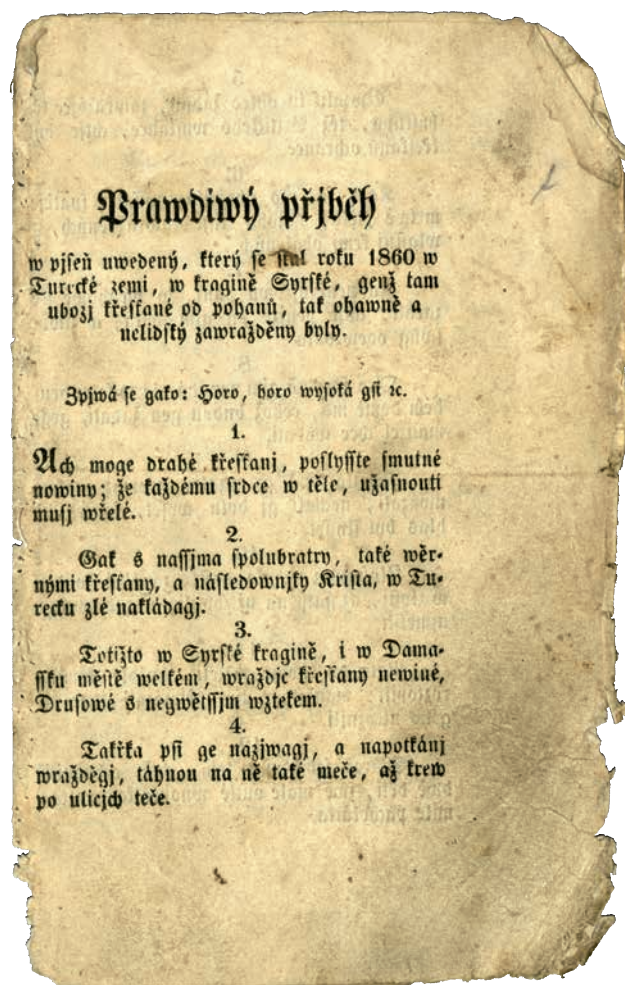 Prawdiwý přjběh
w pjseň uwedený, který se stal roku 1860 w
Turecké zemi, w kragině Syrské, genž tam
ubozj křesťané od pohanů, tak ohawně a
nelidský zawražděny byly.
Zpjwá se gako: Horo, horo wysoká gsi ꝛc.
1.
Ach moge drahé křesťanj, poslyšste smutné
nowiny; že každému srdce w těle, užasnouti
musj wřelé.
2.
Gak s nassjma spolubratry, také wěr-
nými křesťany, a následownjky Krista, w Tu-
recku zlé nakládagj.
3.
Totižto w Syrské kragině, i w Dama-
ssku městě welkém, wraždje křesťany newiné,
Drusowé s negwětssjm wztekem.
4.
Takřka psi ge nazjwagj, a napotkánj
wražděgj, táhnou na ně také meče, až krew
po ulicjch teče.